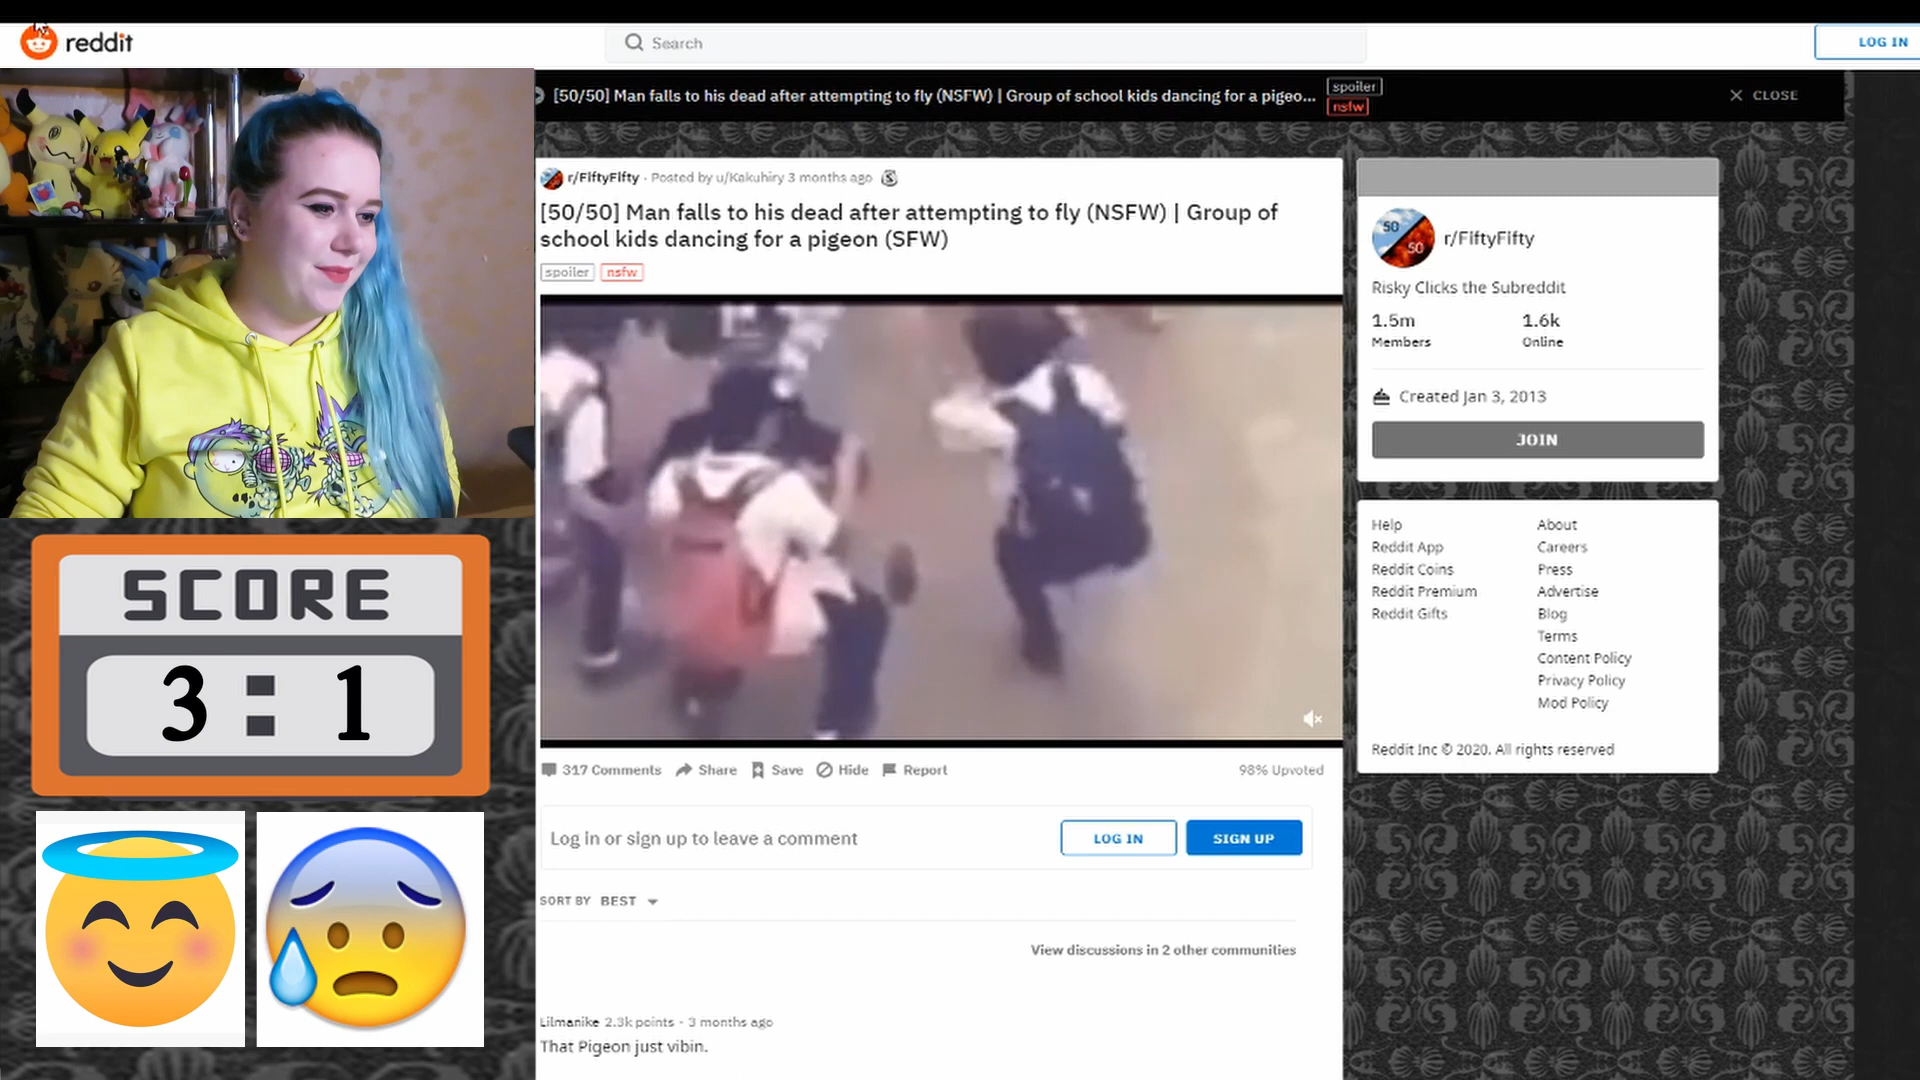 reddit
Search
LOG IN
[50/50] Man falls to his dead after attempting to fly (NSFW) | Group of school kids dancing for a pigeo...
spoiler
nsfw
CLOSE
r/FiftyFifty · Posted by u/Kakuhiry 3 months ago
[50/50] Man falls to his dead after attempting to fly (NSFW) | Group of
school kids dancing for a pigeon (SFW)
spoiler nsfw
317 Comments Share Save Hide Report 98% Upvoted
Log in or sign up to leave a comment LOG IN SIGN UP
SORT BY BEST
View discussions in 2 other communities
Lilmanike 2.3k points · 3 months ago
That Pigeon just vibin.
50
50
r/FiftyFifty
Risky Clicks the Subreddit
1.5m 1.6k
Members Online
Created Jan 3, 2013
JOIN
Help About
Reddit App Careers
Reddit Coins Press
Reddit Premium Advertise
Reddit Gifts Blog
Terms
Content Policy
Privacy Policy
Mod Policy
Reddit Inc © 2020. All rights reserved
SCORE
3 : 1